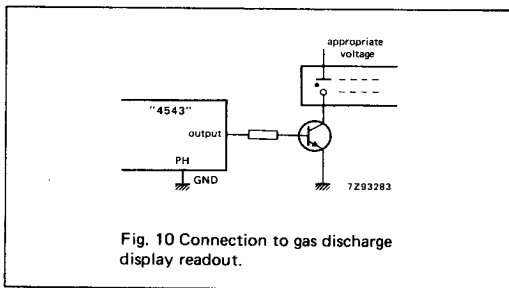 appropriate
voltage
"4543"
output
PH
GND
7Z93283
Fig. 10 Connection to gas discharge
display readout.